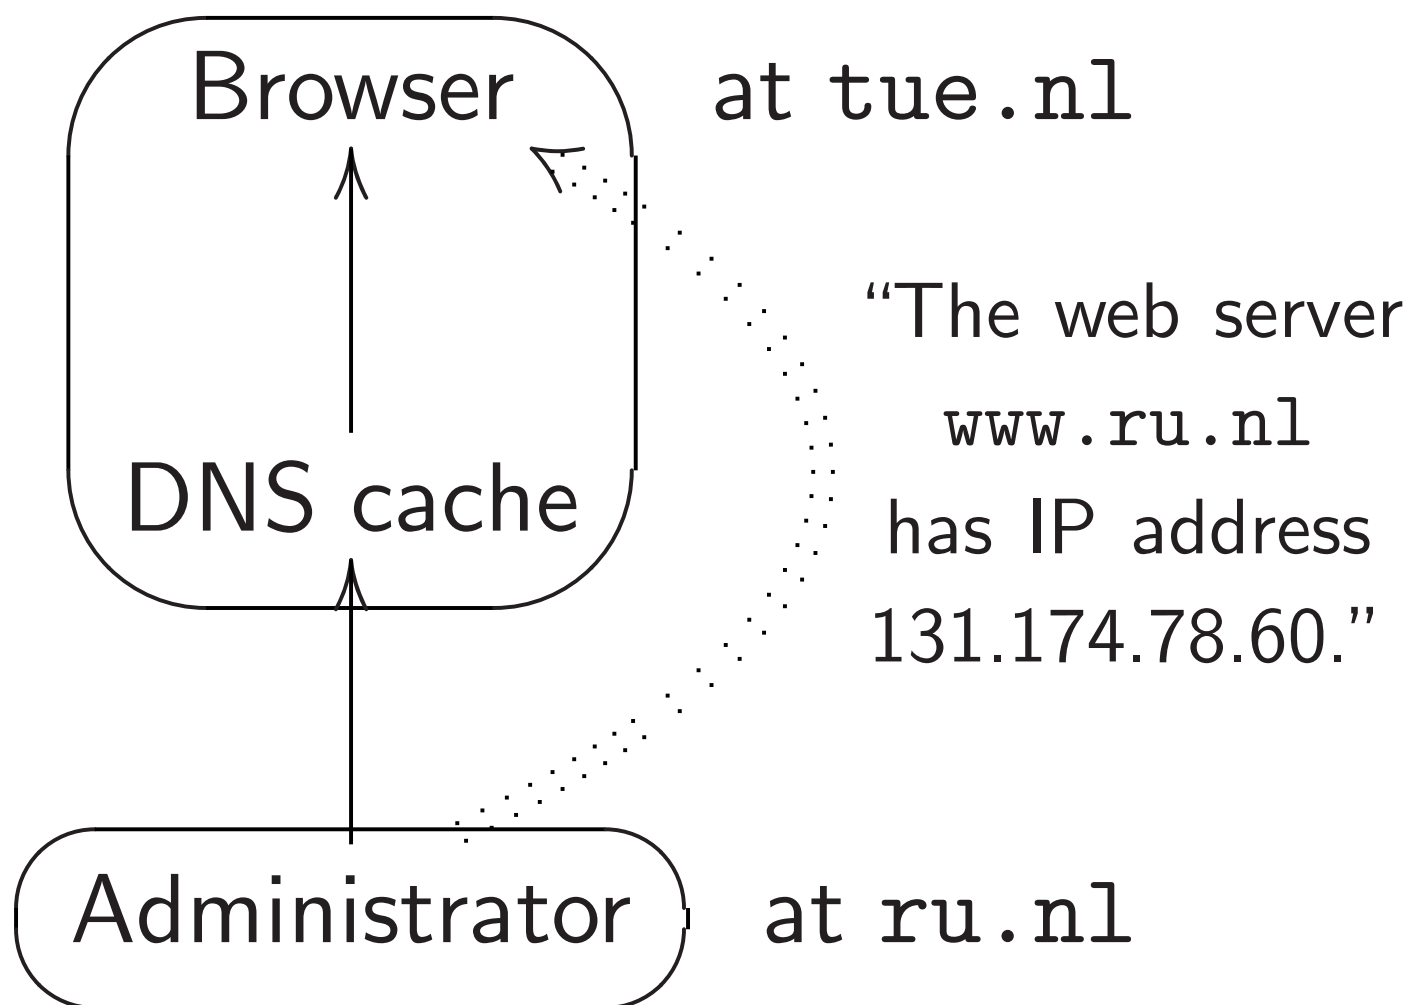 Browser at tue.nl
“The web server
www.ru.nl
DNS cache
has IP address
131.174.78.60.”
Administrator at ru.nl